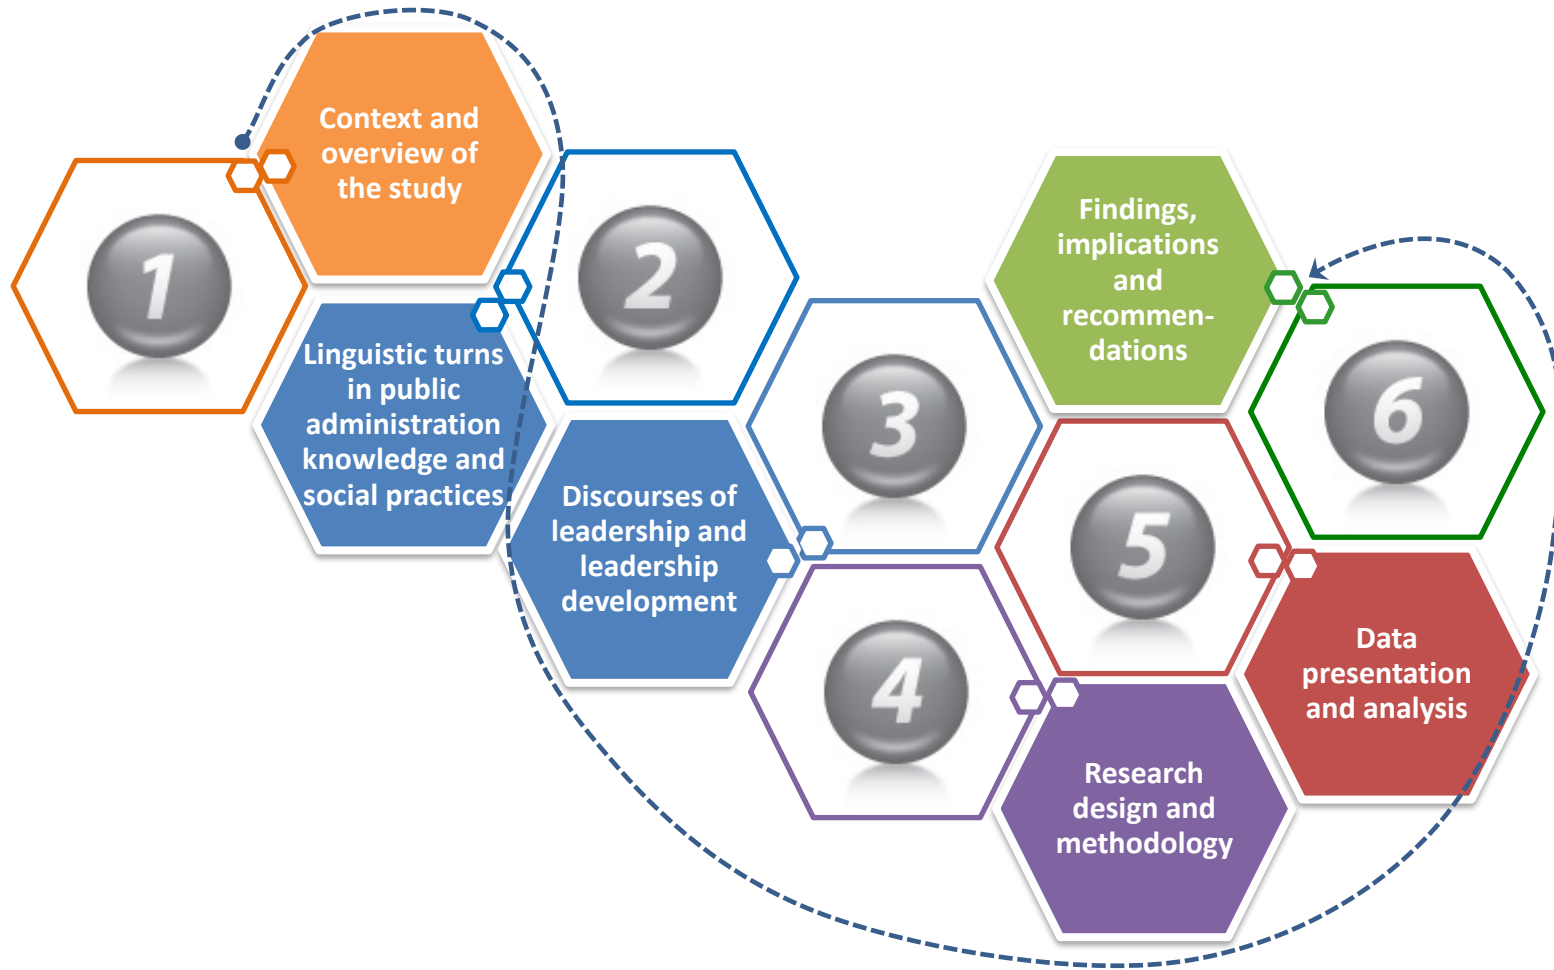 1
Context and
overview of
the study
2
Linguistic turns
in public
administration
knowledge and
social practices
3
Discourses of
leadership and
leadership
development
4
Research
design and
methodology
5
Data
presentation
and analysis
6
Findings,
implications
and
recommen-
dations